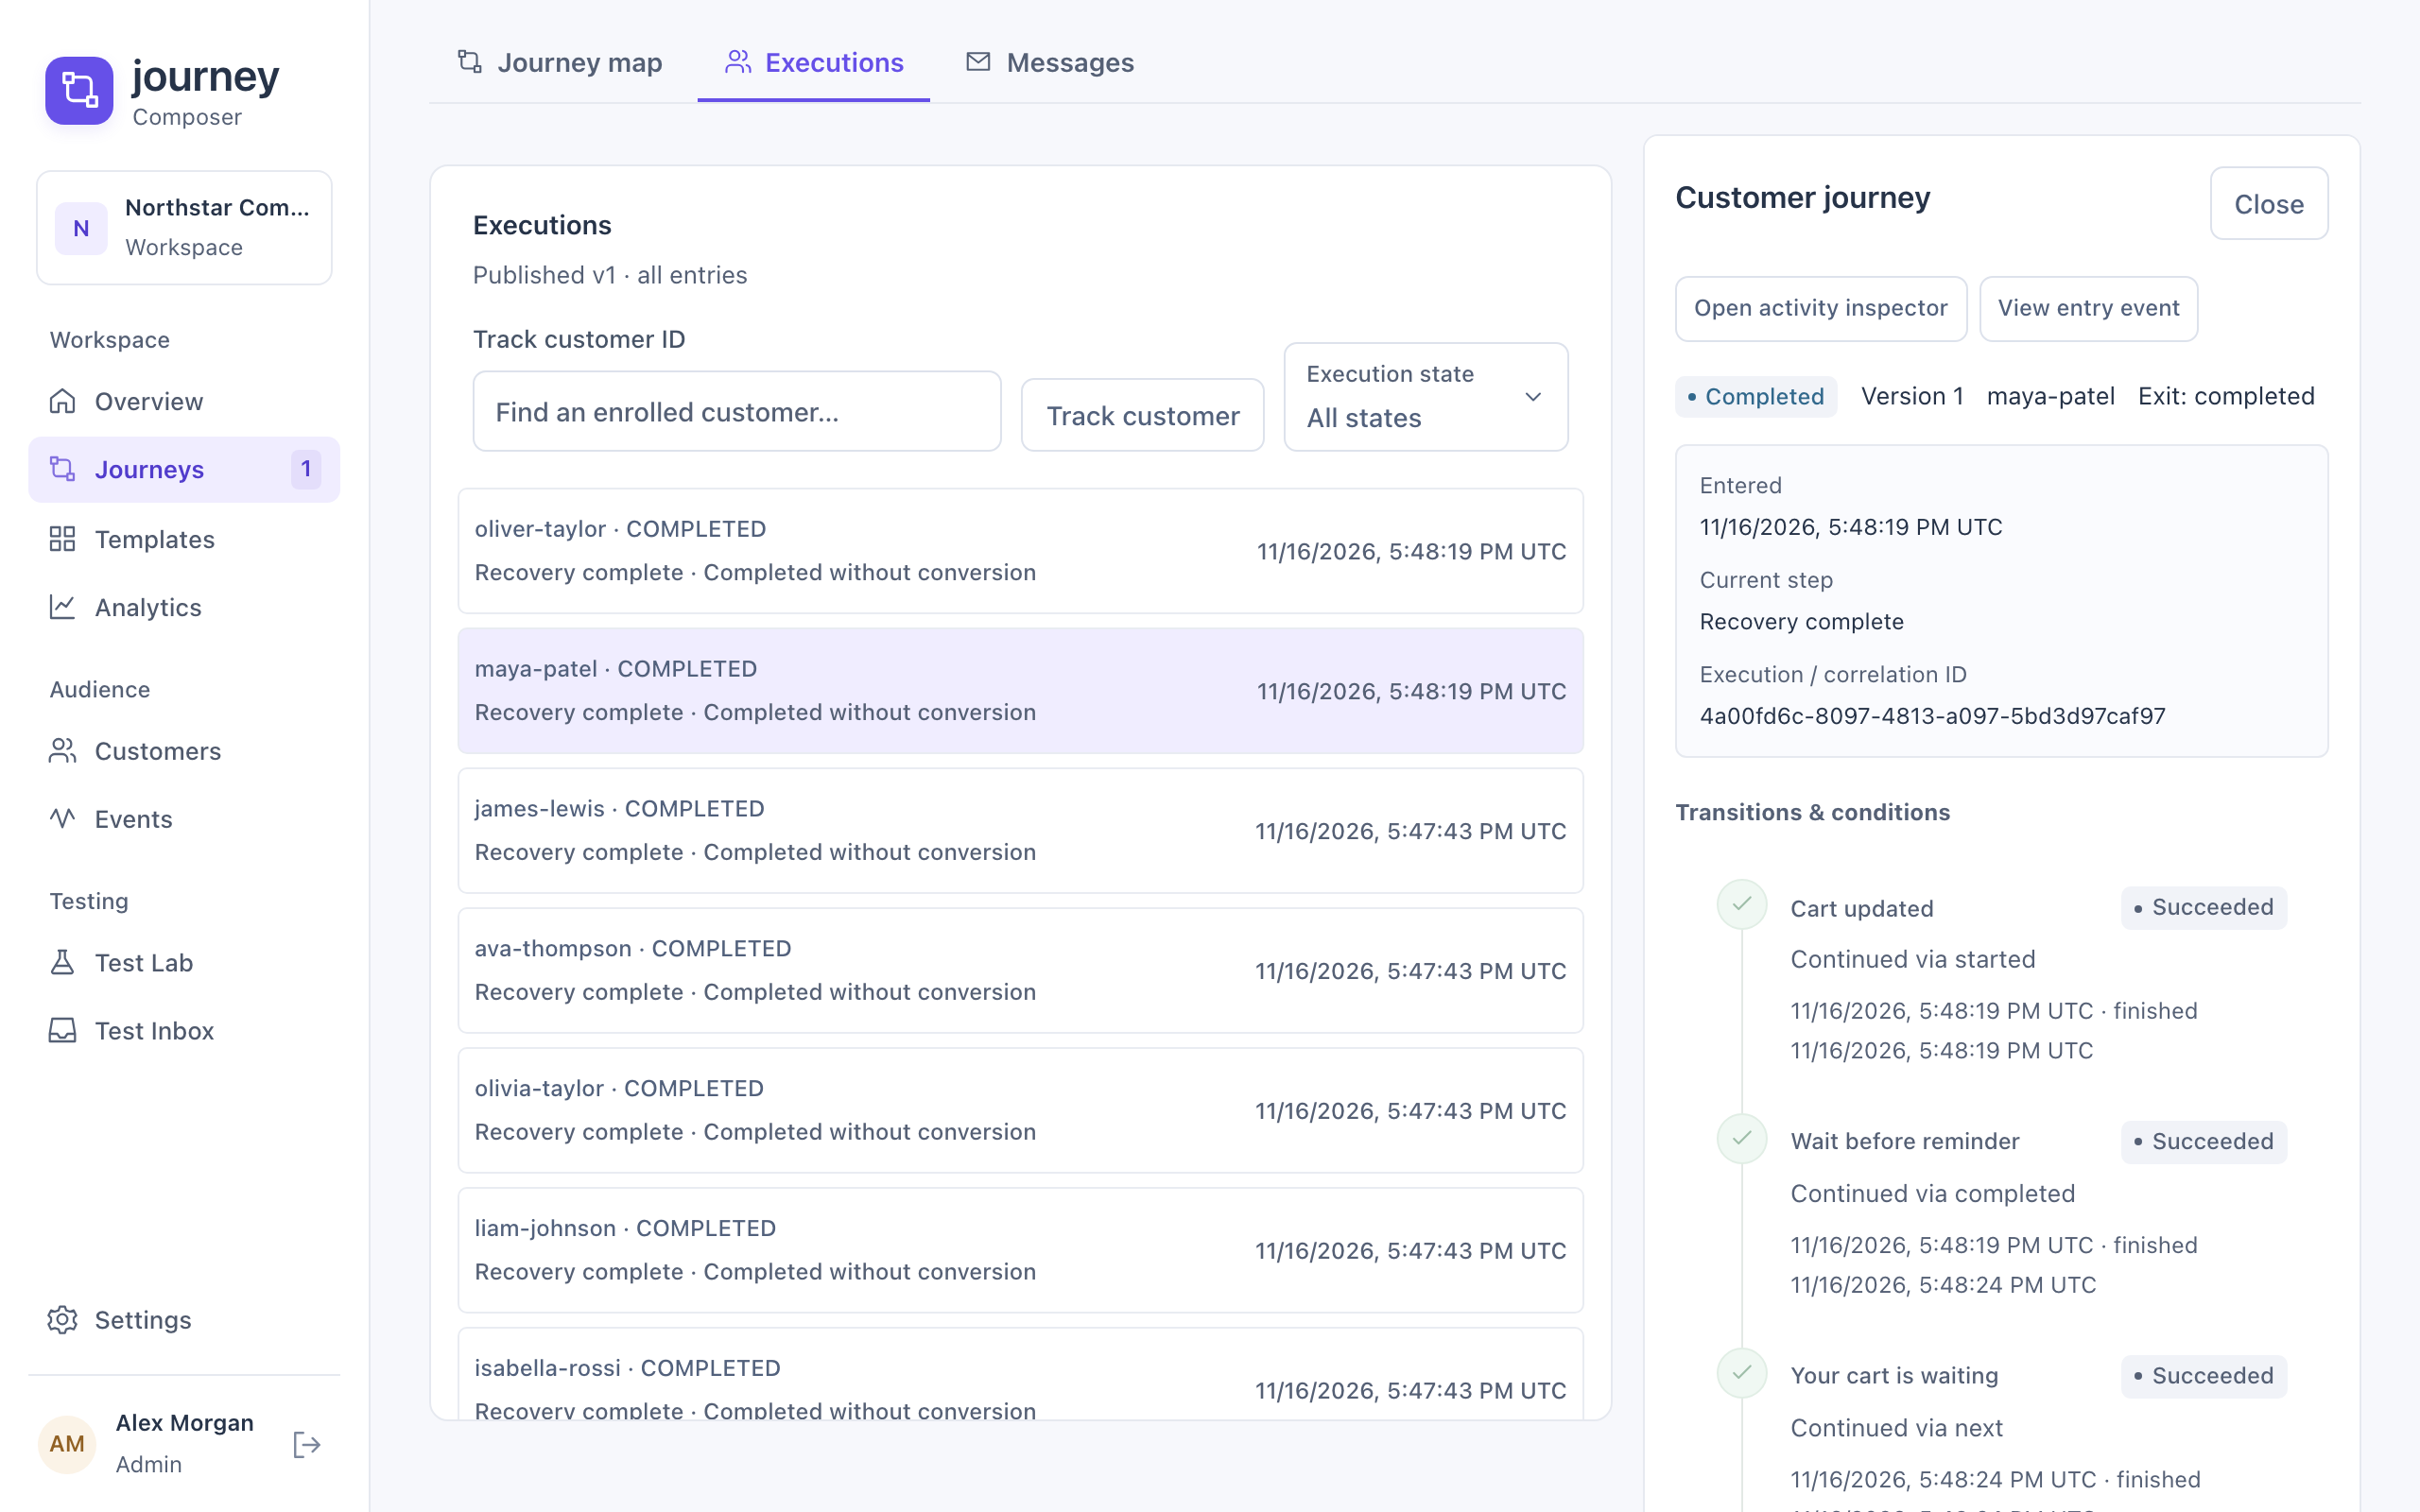 journey
Composer
N
Northstar Com...
Workspace
Workspace
Overview
Journeys
1
Templates
Analytics
Audience
Customers
Events
Testing
Test Lab
Test Inbox
Settings
AM
Alex Morgan
Admin
Journey map
Executions
Messages
Executions
Published v1 · all entries
Track customer ID
Find an enrolled customer...
Track customer
Execution state
All states
oliver-taylor · COMPLETED
Recovery complete · Completed without conversion
11/16/2026, 5:48:19 PM UTC
maya-patel · COMPLETED
Recovery complete · Completed without conversion
11/16/2026, 5:48:19 PM UTC
james-lewis · COMPLETED
Recovery complete · Completed without conversion
11/16/2026, 5:47:43 PM UTC
ava-thompson · COMPLETED
Recovery complete · Completed without conversion
11/16/2026, 5:47:43 PM UTC
olivia-taylor · COMPLETED
Recovery complete · Completed without conversion
11/16/2026, 5:47:43 PM UTC
liam-johnson · COMPLETED
Recovery complete · Completed without conversion
11/16/2026, 5:47:43 PM UTC
isabella-rossi · COMPLETED
Recovery complete · Completed without conversion
11/16/2026, 5:47:43 PM UTC
Customer journey
Close
Open activity inspector
View entry event
• Completed
Version 1
maya-patel
Exit: completed
Entered
11/16/2026, 5:48:19 PM UTC
Current step
Recovery complete
Execution / correlation ID
4a00fd6c-8097-4813-a097-5bd3d97caf97
Transitions & conditions
Cart updated
• Succeeded
Continued via started
11/16/2026, 5:48:19 PM UTC · finished
11/16/2026, 5:48:19 PM UTC
Wait before reminder
• Succeeded
Continued via completed
11/16/2026, 5:48:19 PM UTC · finished
11/16/2026, 5:48:24 PM UTC
Your cart is waiting
• Succeeded
Continued via next
11/16/2026, 5:48:24 PM UTC · finished